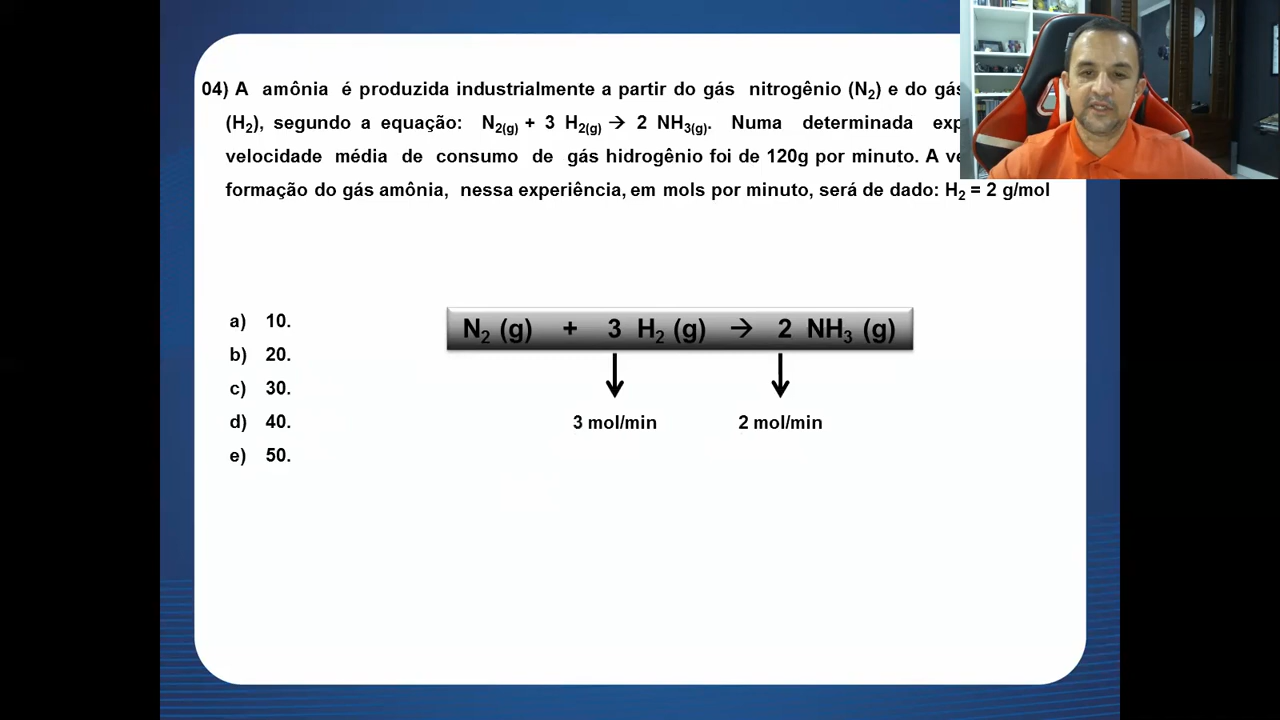 04) A amônia é produzida industrialmente a partir do gás nitrogênio (N₂) e do gás
(H₂), segundo a equação: N₂(g) + 3 H₂(g) → 2 NH₃(g). Numa determinada
velocidade média de consumo de gás hidrogênio foi de 120g por minuto. A
formação do gás amônia, nessa experiência, em mols por minuto, será de dado: H₂ = 2 g/mol
a) 10.
b) 20.
c) 30.
d) 40.
e) 50.
N₂ (g) + 3 H₂ (g) → 2 NH₃ (g)
3 mol/min 2 mol/min